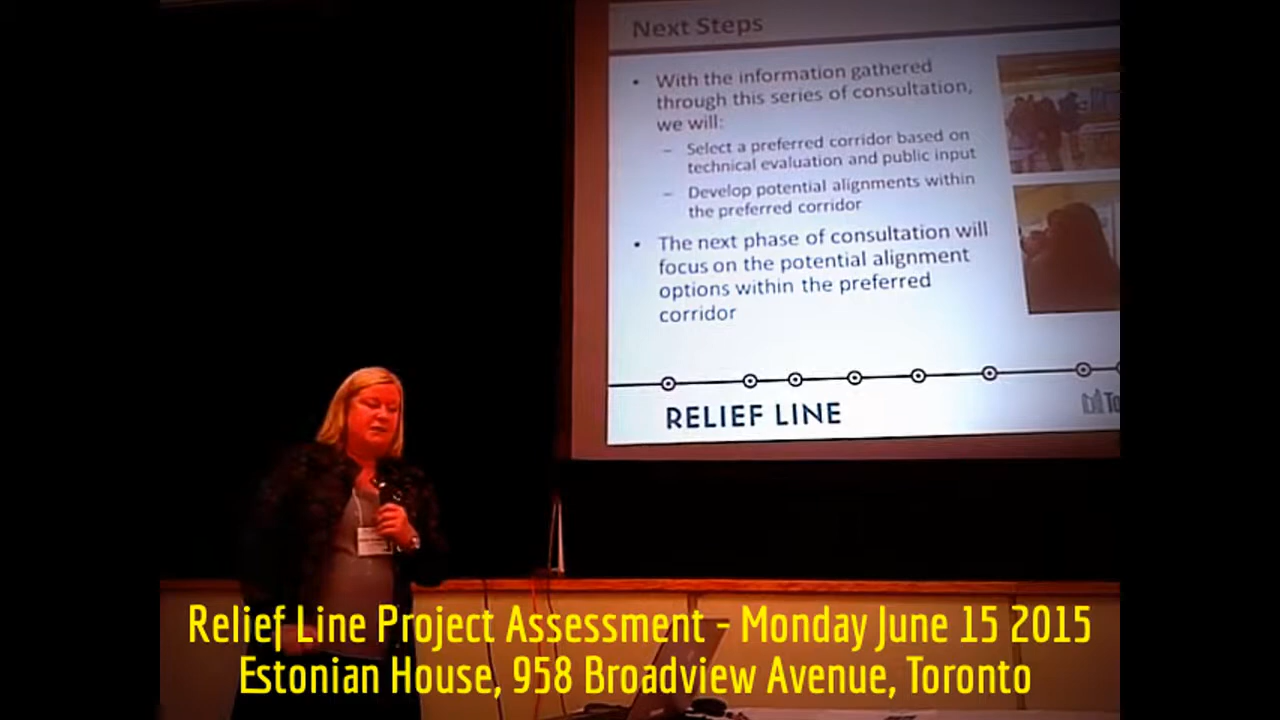 Next Steps
• With the information gathered
through this series of consultation,
we will:
– Select a preferred corridor based on
technical evaluation and public input
– Develop potential alignments within
the preferred corridor
• The next phase of consultation will
focus on the potential alignment
options within the preferred
corridor
RELIEF LINE
Relief Line Project Assessment - Monday June 15 2015
Estonian House, 958 Broadview Avenue, Toronto